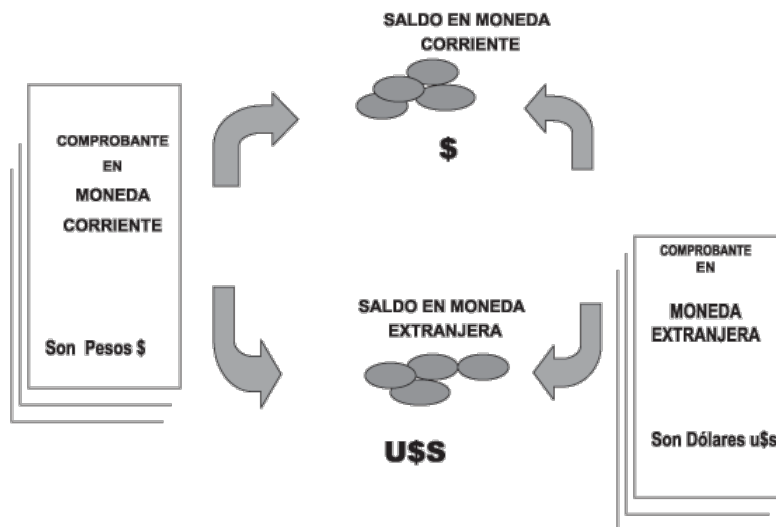 SALDO EN MONEDA
CORRIENTE
$
COMPROBANTE
EN
MONEDA
CORRIENTE
Son Pesos $
SALDO EN MONEDA
EXTRANJERA
U$S
COMPROBANTE
EN
MONEDA
EXTRANJERA
Son Dólares u$s